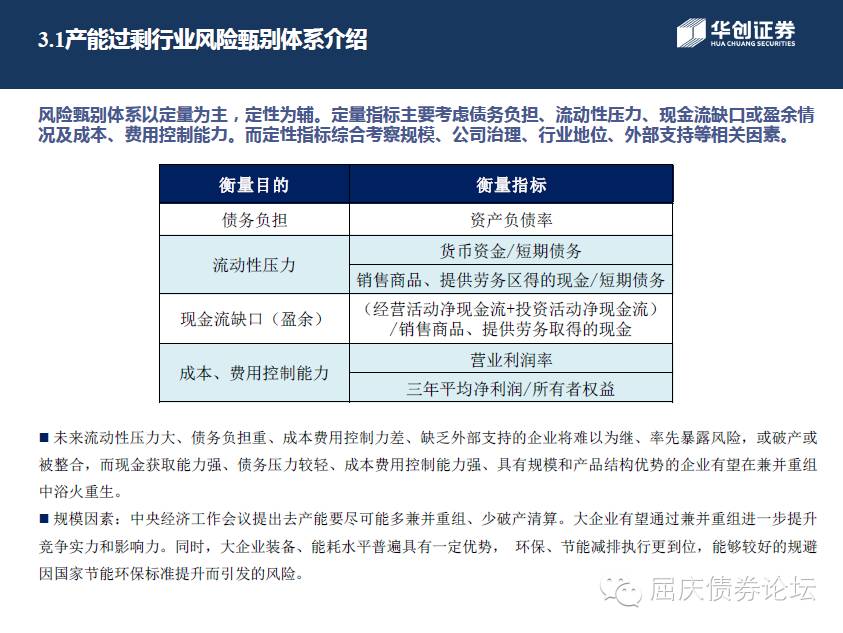 3.1产能过剩行业风险甄别体系介绍
华创证券
HUA CHUANG SECURITIES
风险甄别体系以定量为主，定性为辅。定量指标主要考虑债务负担、流动性压力、现金流缺口或盈余情
况及成本、费用控制能力。而定性指标综合考察规模、公司治理、行业地位、外部支持等相关因素。
衡量目的 衡量指标
债务负担 资产负债率
流动性压力 货币资金/短期债务
销售商品、提供劳务区得的现金/短期债务
现金流缺口（盈余） （经营活动净现金流+投资活动净现金流）
/销售商品、提供劳务取得的现金
成本、费用控制能力 营业利润率
三年平均净利润/所有者权益
■ 未来流动性压力大、债务负担重、成本费用控制力差、缺乏外部支持的企业将难以为继、率先暴露风险，或破产或
被整合，而现金获取能力强、债务压力较轻、成本费用控制能力强、具有规模和产品结构优势的企业有望在兼并重组
中浴火重生。
■ 规模因素：中央经济工作会议提出去产能要尽可能多兼并重组、少破产清算。大企业有望通过兼并重组进一步提升
竞争实力和影响力。同时，大企业装备、能耗水平普遍具有一定优势， 环保、节能减排执行更到位，能够较好的规避
因国家节能环保标准提升而引发的风险。
屈庆债券论坛